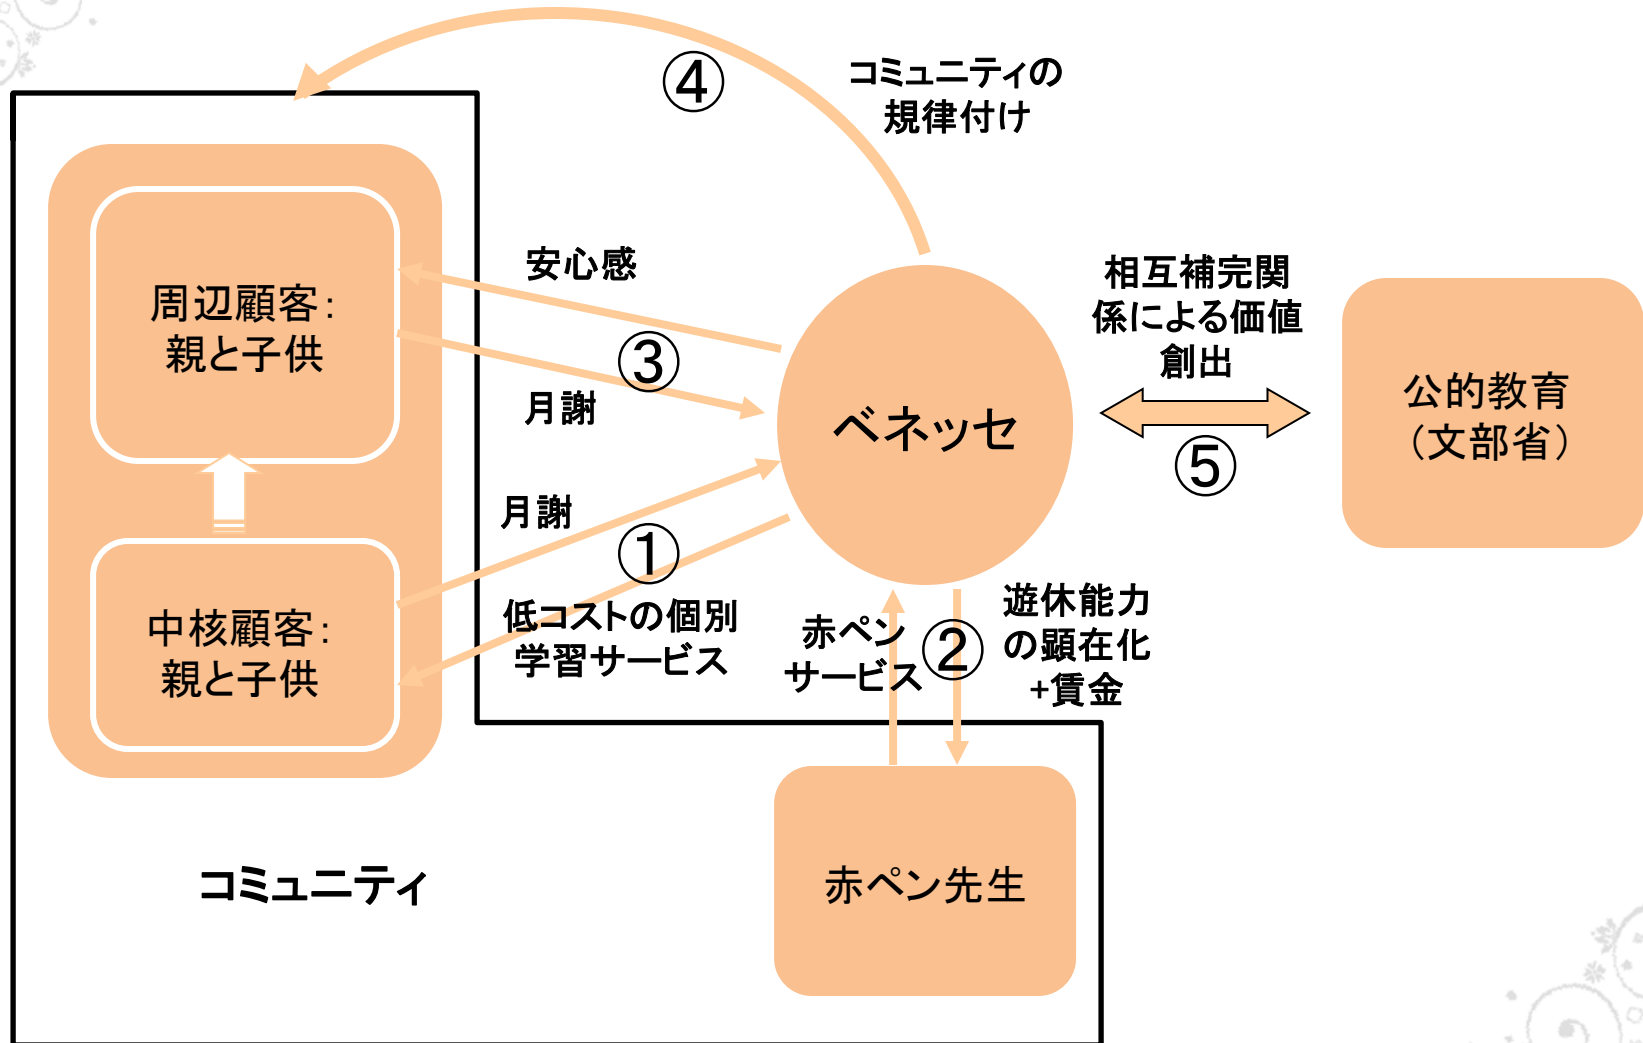 ④
コミュニティの
規律付け
周辺顧客：
親と子供
安心感
③
月謝
ベネッセ
相互補完関
係による価値
創出
⑤
公的教育
（文部省）
中核顧客：
親と子供
月謝
①
低コストの個別
学習サービス
赤ペン
サービス
②
遊休能力
の顕在化
+賃金
コミュニティ
赤ペン先生